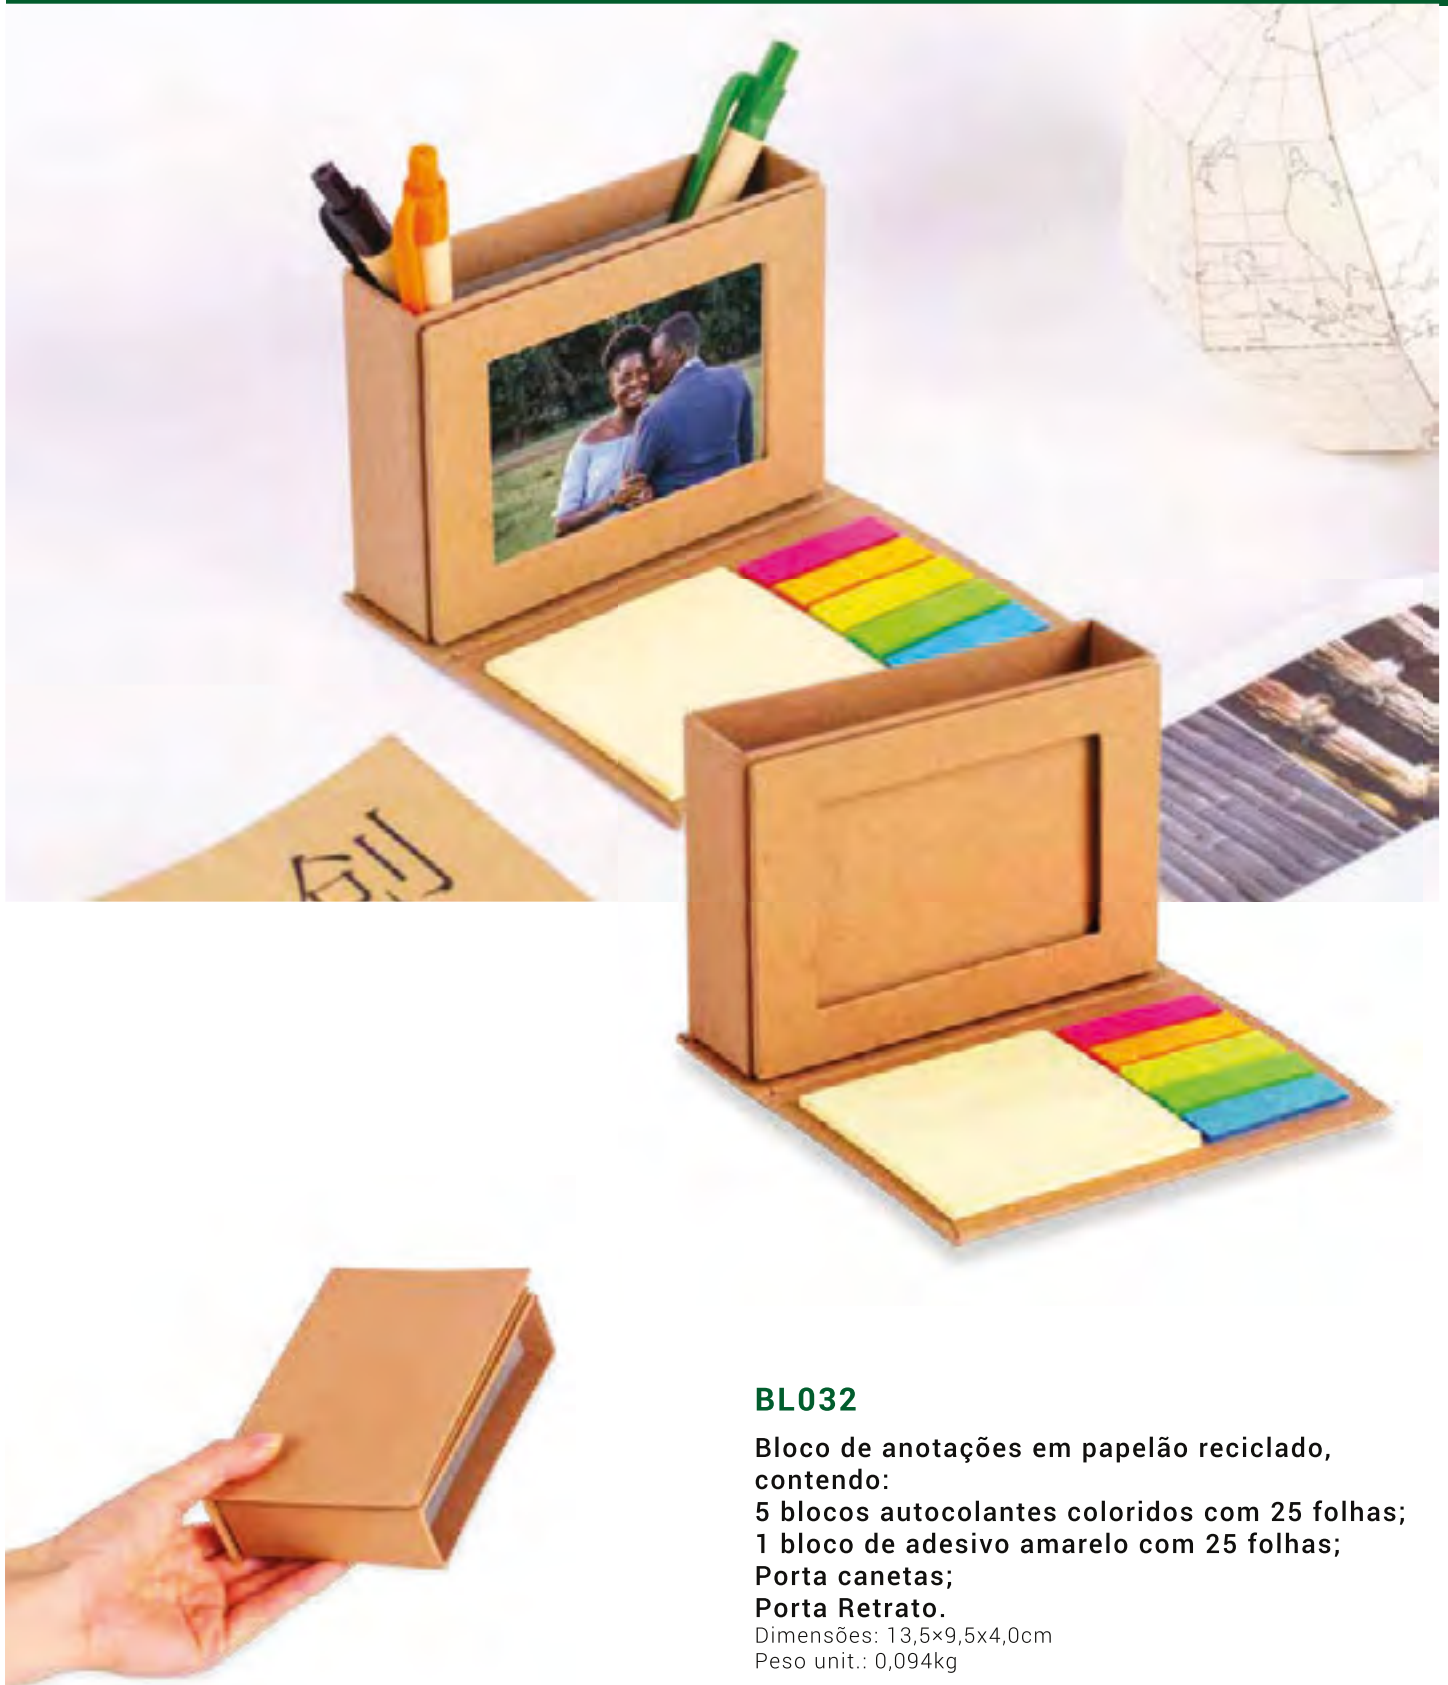 创
BL032
Bloco de anotações em papelão reciclado,
contendo:
5 blocos autocolantes coloridos com 25 folhas;
1 bloco de adesivo amarelo com 25 folhas;
Porta canetas;
Porta Retrato.
Dimensões: 13,5×9,5x4,0cm
Peso unit.: 0,094kg